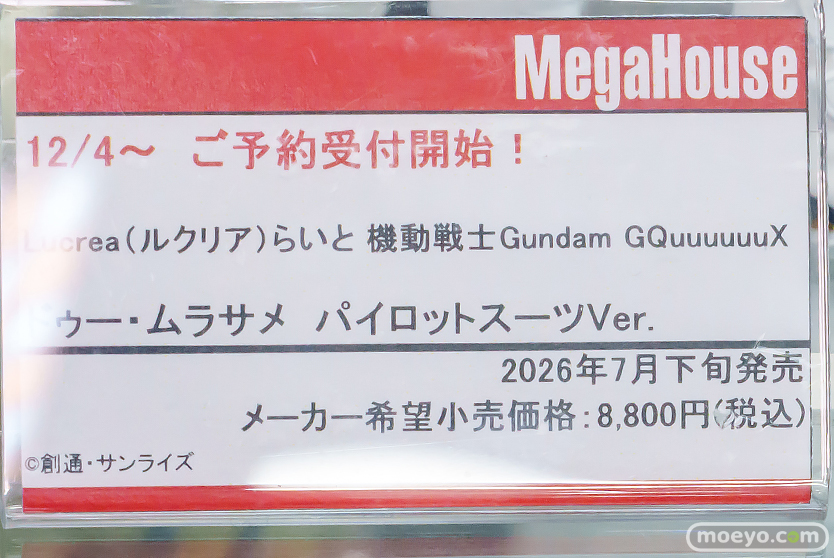 MegaHouse
12/4～ ご予約受付開始！
Lucrea(ルクリア)らいと 機動戦士Gundam GQuuuuuuX
ドゥー・ムラサメ パイロットスーツVer.
2026年7月下旬発売
メーカー希望小売価格:8,800円(税込)
©創通・サンライズ
moeyo.com